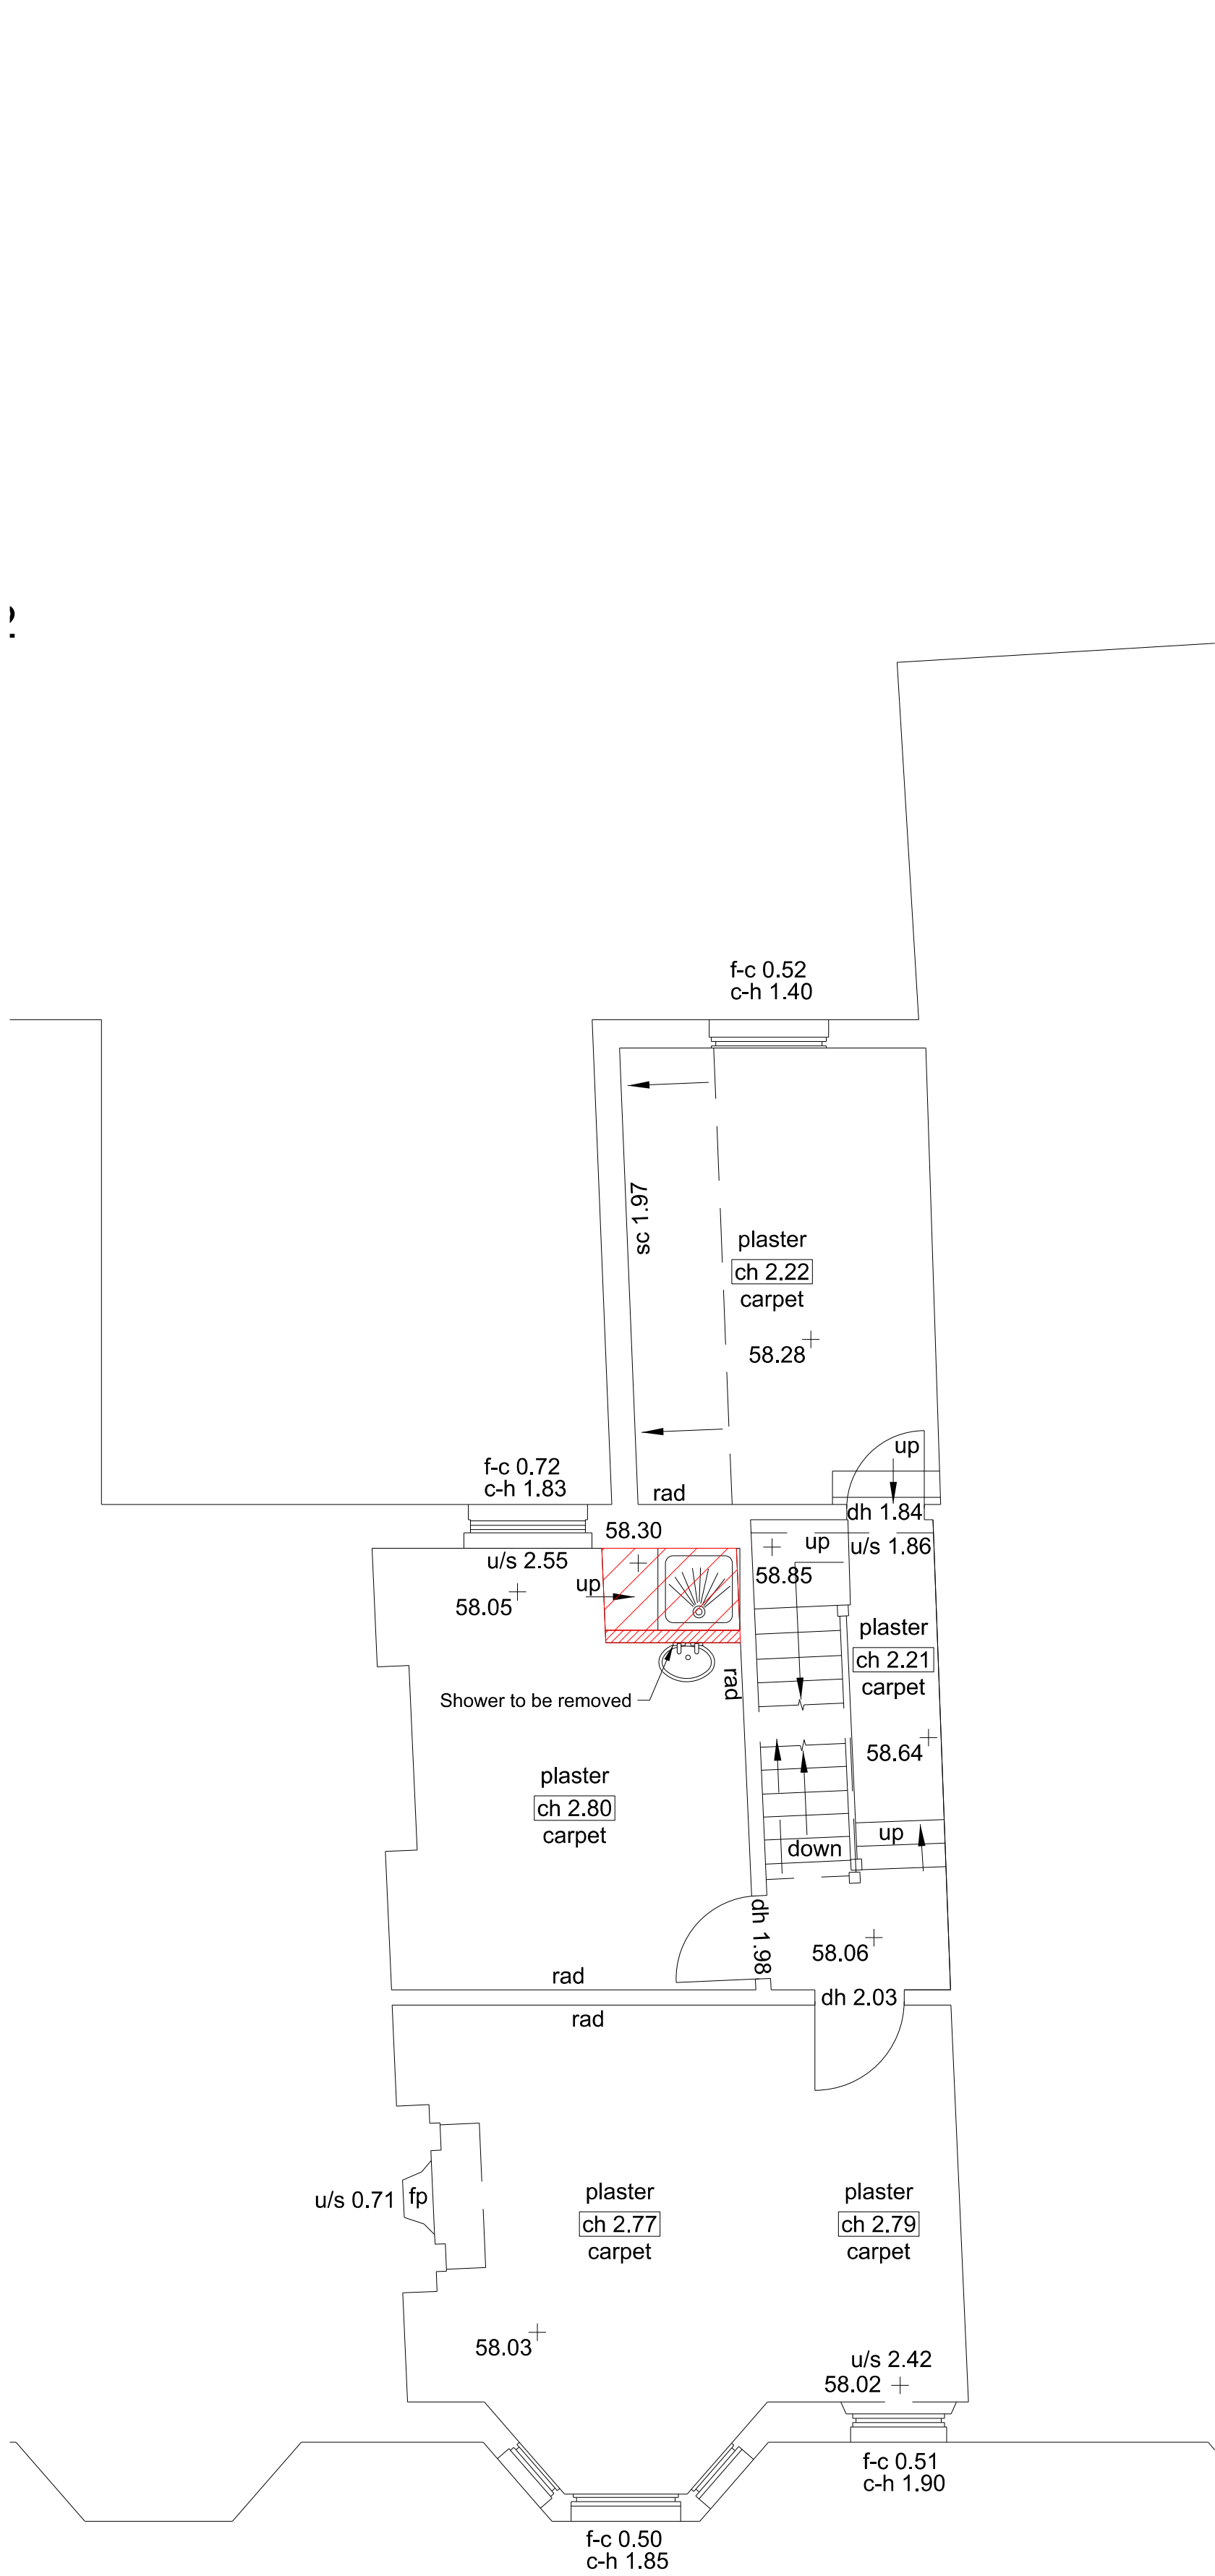 f-c 0.52
c-h 1.40
sc 1.97
plaster
ch 2.22
carpet
58.28
up
f-c 0.72
c-h 1.83
rad
dh 1.84
58.30
up
u/s 1.86
u/s 2.55
58.85
up
58.05
plaster
ch 2.21
carpet
rad
Shower to be removed
58.64
plaster
ch 2.80
carpet
up
down
dh 1.98
58.06
rad
dh 2.03
rad
u/s 0.71
fp
plaster
ch 2.77
carpet
plaster
ch 2.79
carpet
58.03
u/s 2.42
58.02
f-c 0.51
c-h 1.90
f-c 0.50
c-h 1.85